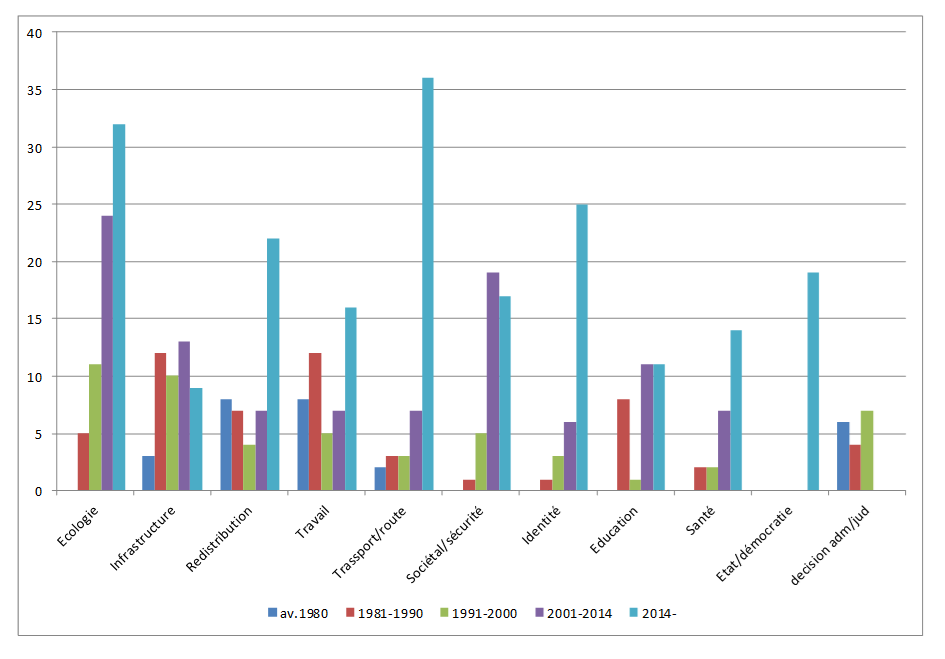 40
35
30
25
20
15
10
5
0
Ecologie
Infrastructure
Redistribution
Travail
Trassport/route
Sociétal/sécurité
Identité
Education
Santé
Etat/démocratie
decision adm/jud
av.1980 1981-1990 1991-2000 2001-2014 2014-